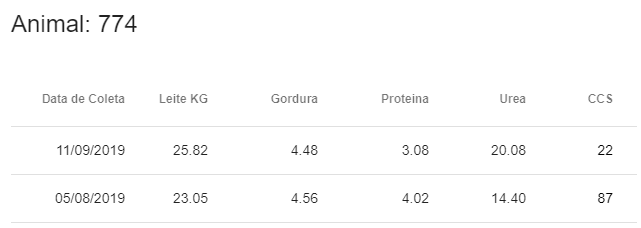 Animal: 774
Data de Coleta Leite KG Gordura Proteina Urea CCS
11/09/2019 25.82 4.48 3.08 20.08 22
05/08/2019 23.05 4.56 4.02 14.40 87